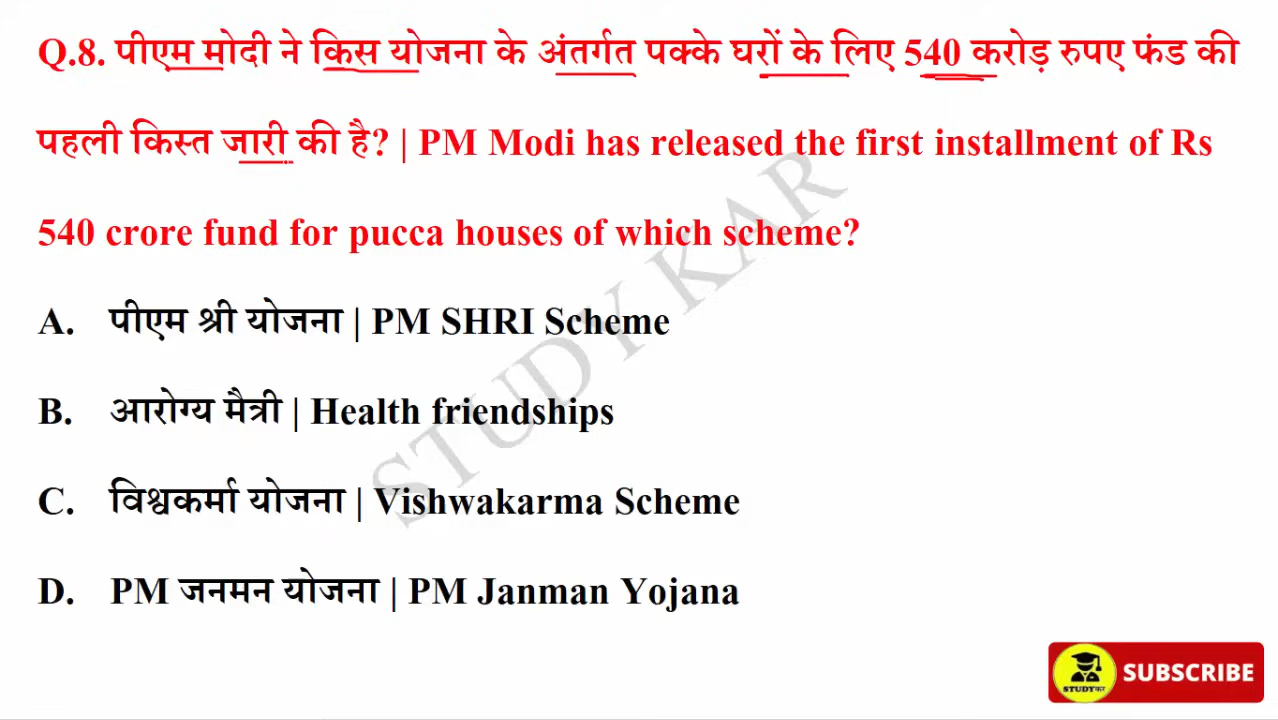 Q.8. पीएम मोदी ने किस योजना के अंतर्गत पक्के घरों के लिए 540 करोड़ रुपए फंड की
पहली किस्त जारी की है? | PM Modi has released the first installment of Rs
540 crore fund for pucca houses of which scheme?
A. पीएम श्री योजना | PM SHRI Scheme
B. आरोग्य मैत्री | Health friendships
C. विश्वकर्मा योजना | Vishwakarma Scheme
D. PM जनमन योजना | PM Janman Yojana
STUDY KAR
STUDYकर
SUBSCRIBE